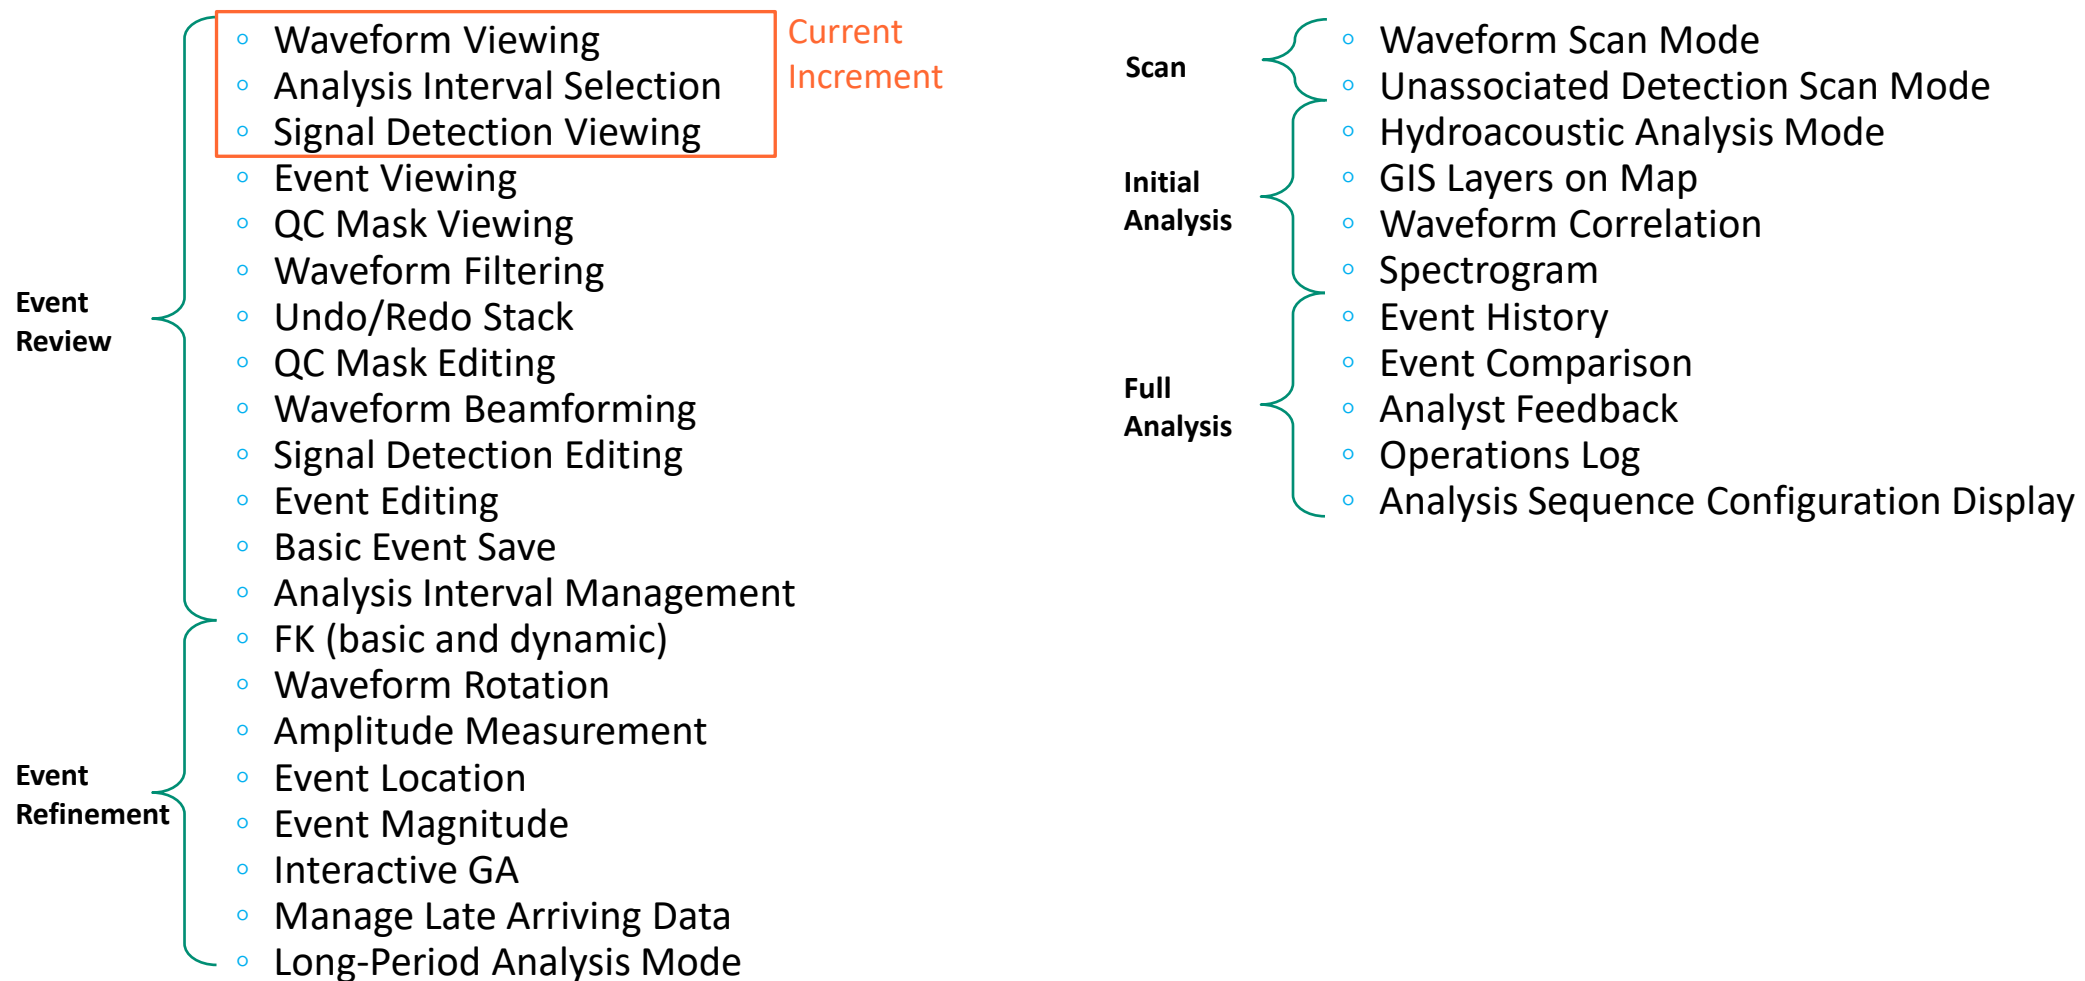 Event
Review
Waveform Viewing
Analysis Interval Selection
Signal Detection Viewing
Current
Increment
Event Viewing
QC Mask Viewing
Waveform Filtering
Undo/Redo Stack
QC Mask Editing
Waveform Beamforming
Signal Detection Editing
Event Editing
Basic Event Save
Analysis Interval Management
Event
Refinement
FK (basic and dynamic)
Waveform Rotation
Amplitude Measurement
Event Location
Event Magnitude
Interactive GA
Manage Late Arriving Data
Long-Period Analysis Mode
Scan
Waveform Scan Mode
Unassociated Detection Scan Mode
Initial
Analysis
Hydroacoustic Analysis Mode
GIS Layers on Map
Waveform Correlation
Spectrogram
Full
Analysis
Event History
Event Comparison
Analyst Feedback
Operations Log
Analysis Sequence Configuration Display